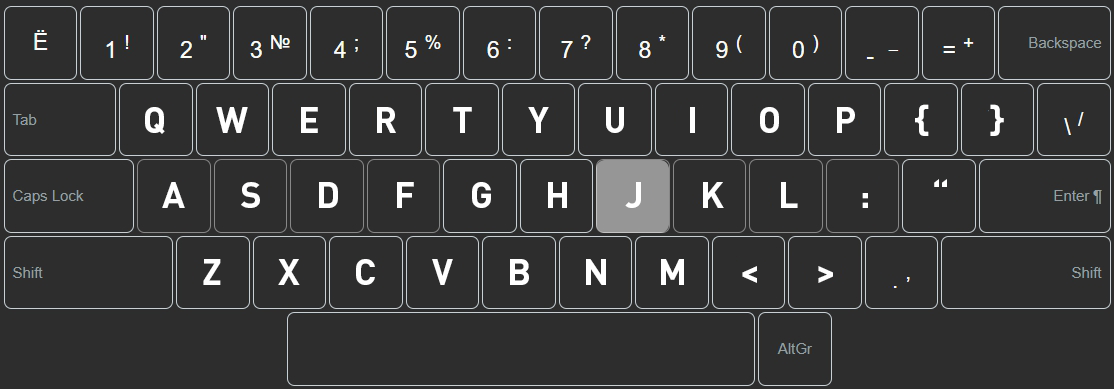 Ë 1 ! 2 " 3 № 4 ; 5 % 6 : 7 ? 8 * 9 ( 0 ) - _ = + Backspace
Tab Q W E R T Y U I O P { } \ /
Caps Lock A S D F G H J K L : “ Enter ¶
Shift Z X C V B N M < > . , Shift
AltGr